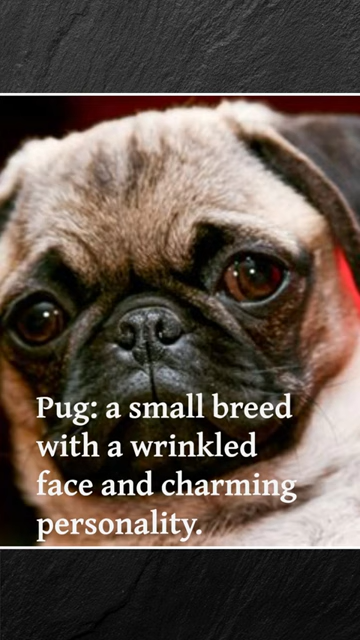 Pug: a small breed
with a wrinkled
face and charming
personality.